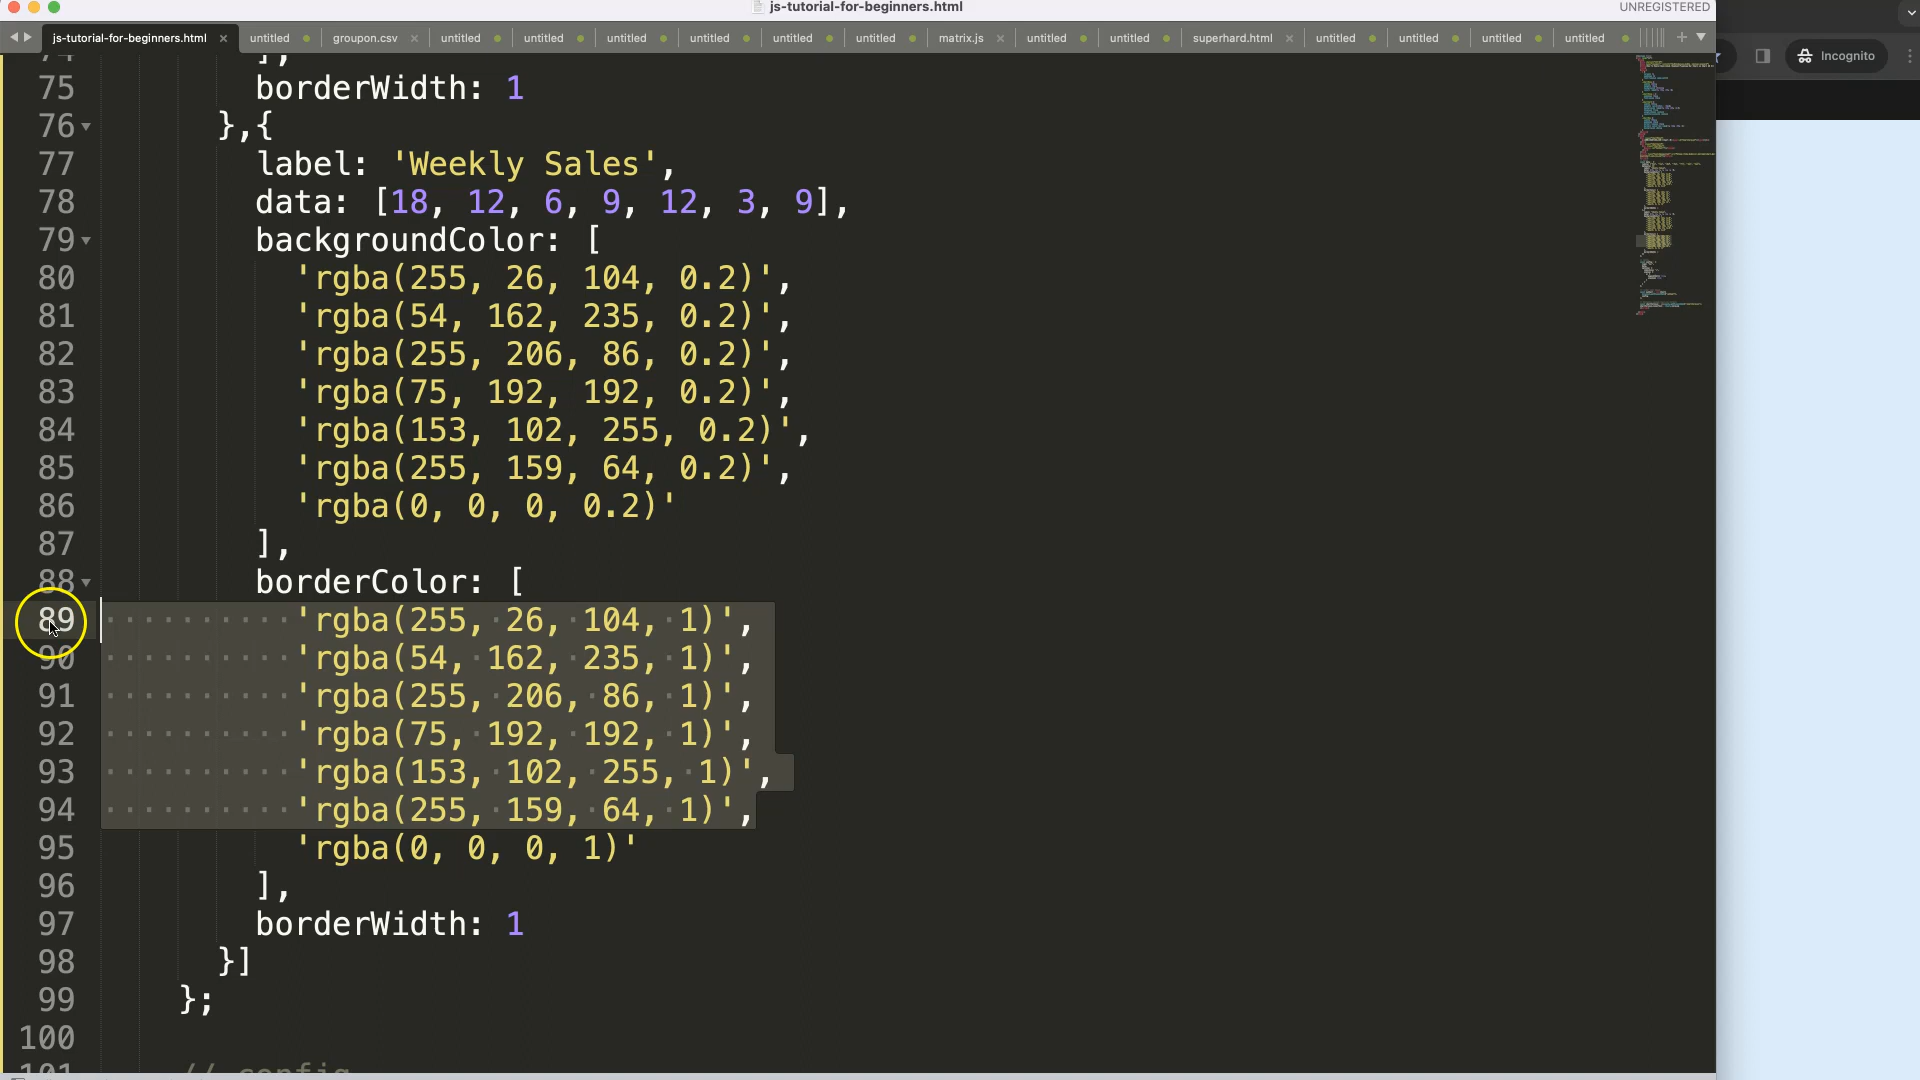 js-tutorial-for-beginners.html
UNREGISTERED
js-tutorial-for-beginners.html × untitled groupon.csv × untitled untitled untitled untitled untitled untitled matrix.js × untitled untitled superhard.html × untitled untitled untitled untitled +
Incognito
],
75 borderWidth: 1
76 },{
77 label: 'Weekly Sales',
78 data: [18, 12, 6, 9, 12, 3, 9],
79 backgroundColor: [
80 'rgba(255, 26, 104, 0.2)',
81 'rgba(54, 162, 235, 0.2)',
82 'rgba(255, 206, 86, 0.2)',
83 'rgba(75, 192, 192, 0.2)',
84 'rgba(153, 102, 255, 0.2)',
85 'rgba(255, 159, 64, 0.2)',
86 'rgba(0, 0, 0, 0.2)'
87 ],
88 borderColor: [
89 'rgba(255, 26, 104, 1)',
90 'rgba(54, 162, 235, 1)',
91 'rgba(255, 206, 86, 1)',
92 'rgba(75, 192, 192, 1)',
93 'rgba(153, 102, 255, 1)',
94 'rgba(255, 159, 64, 1)',
95 'rgba(0, 0, 0, 1)'
96 ],
97 borderWidth: 1
98 }]
99 };
100
101 // config